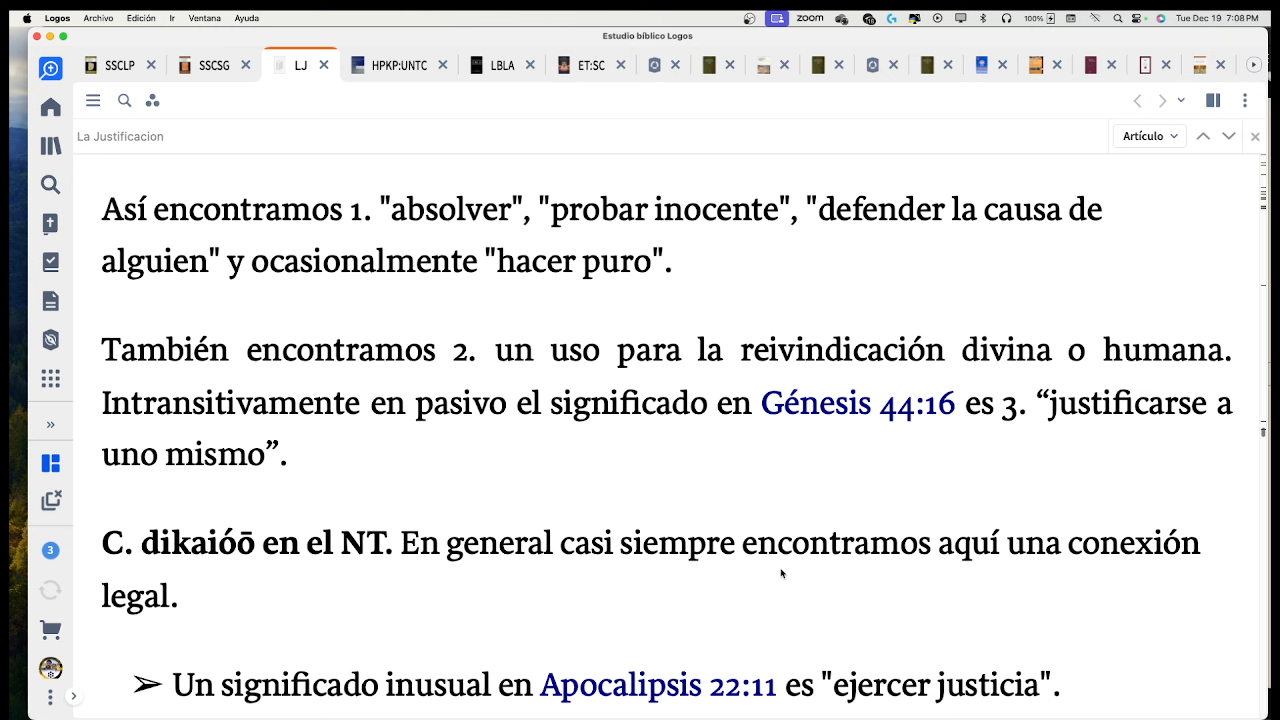 Logos Archivo Edición Ir Ventana Ayuda zoom 100% Tue Dec 19 7:08 PM
Estudio bíblico Logos
SSCLP SSCSG LJ HPKP:UNTC LBLA ET:SC
La Justificacion Artículo
Así encontramos 1. "absolver", "probar inocente", "defender la causa de
alguien" y ocasionalmente "hacer puro".
También encontramos 2. un uso para la reivindicación divina o humana.
Intransitivamente en pasivo el significado en Génesis 44:16 es 3. “justificarse a
uno mismo”.
C. dikaióō en el NT. En general casi siempre encontramos aquí una conexión
legal.
3
➢ Un significado inusual en Apocalipsis 22:11 es "ejercer justicia".